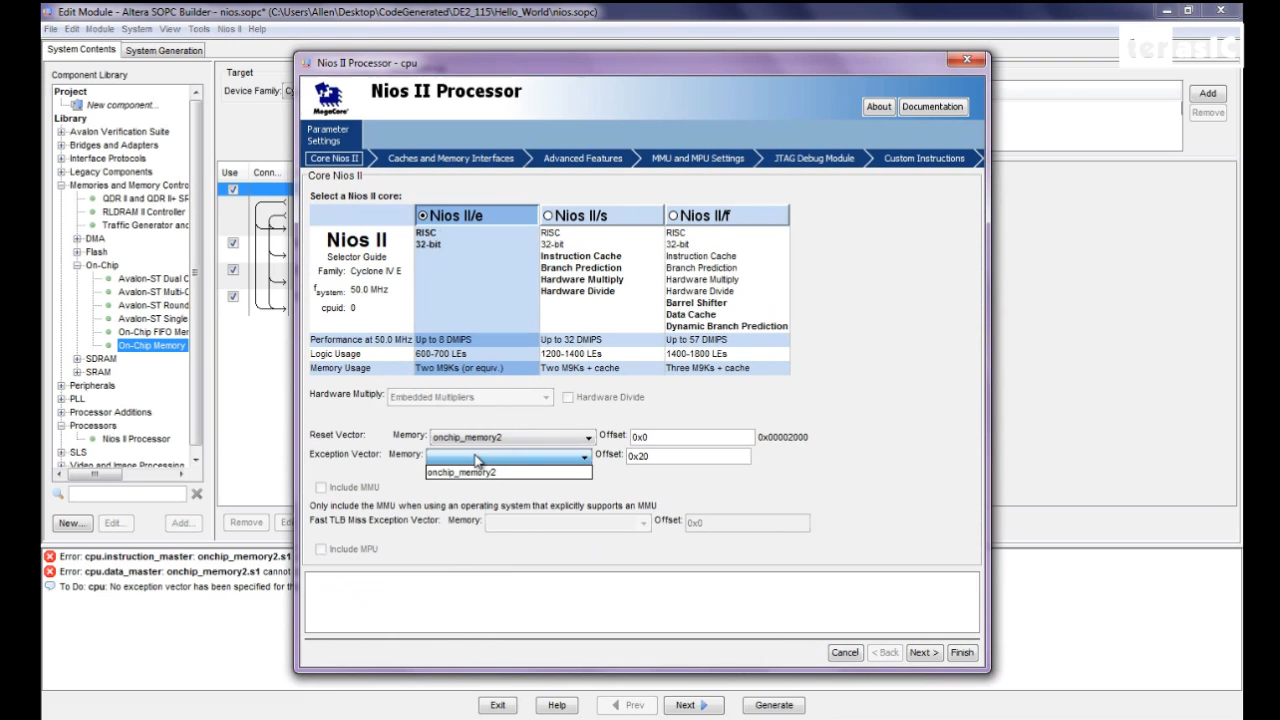 Edit Module - Altera SOPC Builder - nios.sopc* (C:\Users\Allen\Desktop\CodeGenerated\DE2_115\Hello_World\nios.sopc)
File Edit Module System View Tools Nios II Help
System Contents System Generation
terasic
Component Library
Project
New component...
Library
Avalon Verification Suite
Bridges and Adapters
Interface Protocols
Legacy Components
Memories and Memory Contro
QDR II and QDR II+ SR
RLDRAM II Controller
Traffic Generator and
DMA
Flash
On-Chip
Avalon-ST Dual C
Avalon-ST Multi-C
Avalon-ST Round
Avalon-ST Single
On-Chip FIFO Mem
On-Chip Memory
SDRAM
SRAM
Peripherals
PLL
Processor Additions
Processors
Nios II Processor
SLS
Video and Image Processing
New... Edit... Add...
Target
Device Family: Cy
Use Conn...
Remove Edi
Add
Remove
Nios II Processor - cpu
MegaCore
Nios II Processor
About Documentation
Parameter
Settings
Core Nios II Caches and Memory Interfaces Advanced Features MMU and MPU Settings JTAG Debug Module Custom Instructions
Core Nios II
Select a Nios II core:
Nios II/e Nios II/s Nios II/f
Nios II
Selector Guide
Family: Cyclone IV E
fsystem: 50.0 MHz
cpuid: 0
RISC
32-bit
RISC
32-bit
Instruction Cache
Branch Prediction
Hardware Multiply
Hardware Divide
RISC
32-bit
Instruction Cache
Branch Prediction
Hardware Multiply
Hardware Divide
Barrel Shifter
Data Cache
Dynamic Branch Prediction
Performance at 50.0 MHz Up to 8 DMIPS Up to 32 DMIPS Up to 57 DMIPS
Logic Usage 600-700 LEs 1200-1400 LEs 1400-1800 LEs
Memory Usage Two M9Ks (or equiv.) Two M9Ks + cache Three M9Ks + cache
Hardware Multiply: Embedded Multipliers Hardware Divide
Reset Vector: Memory: onchip_memory2 Offset: 0x0 0x00002000
Exception Vector: Memory: Offset: 0x20
onchip_memory2
Include MMU
Only include the MMU when using an operating system that explicitly supports an MMU
Fast TLB Miss Exception Vector: Memory: Offset: 0x0
Include MPU
Cancel < Back Next > Finish
Error: cpu.instruction_master: onchip_memory2.s1
Error: cpu.data_master: onchip_memory2.s1 cannot
To Do: cpu: No exception vector has been specified for th
Exit Help Prev Next Generate